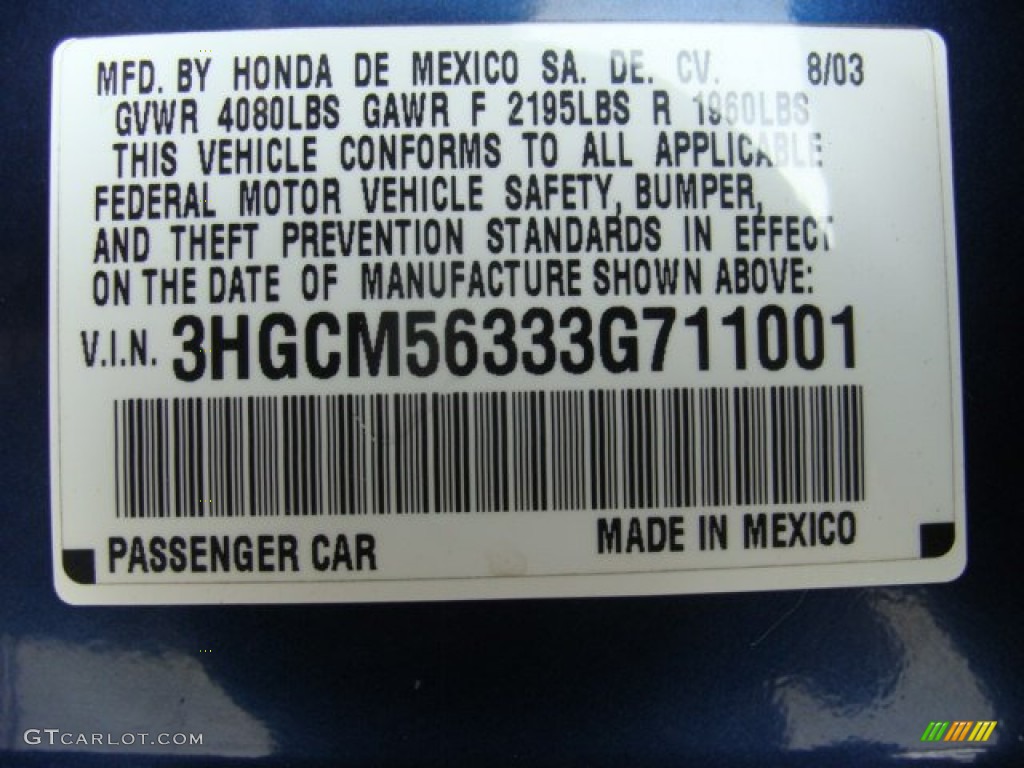 MFD. BY HONDA DE MEXICO SA. DE. CV. 8/03
GVWR 4080LBS GAWR F 2195LBS R 1960LBS
THIS VEHICLE CONFORMS TO ALL APPLICABLE
FEDERAL MOTOR VEHICLE SAFETY, BUMPER,
AND THEFT PREVENTION STANDARDS IN EFFECT
ON THE DATE OF MANUFACTURE SHOWN ABOVE:
V.I.N. 3HGCM56333G711001
PASSENGER CAR MADE IN MEXICO
GTCARLOT.COM